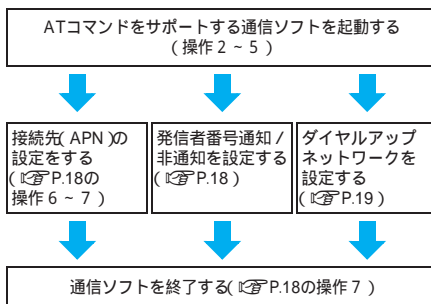 ATコマンドをサポートする通信ソフトを起動する
(操作2~5)
接続先(APN)の
設定をする
(☞P.18の
操作6~7)
発信者番号通知/
非通知を設定する
(☞P.18)
ダイヤルアップ
ネットワークを
設定する
(☞P.19)
通信ソフトを終了する(☞P.18の操作7)